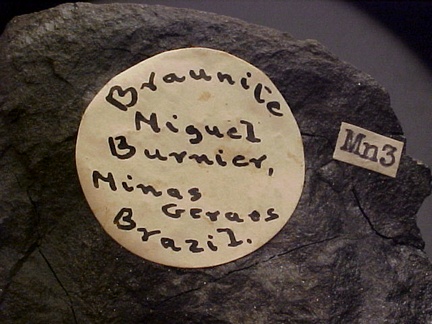 Braunite
Miguel
Burnier,
Minas
Geraes
Brazil.
Mn3